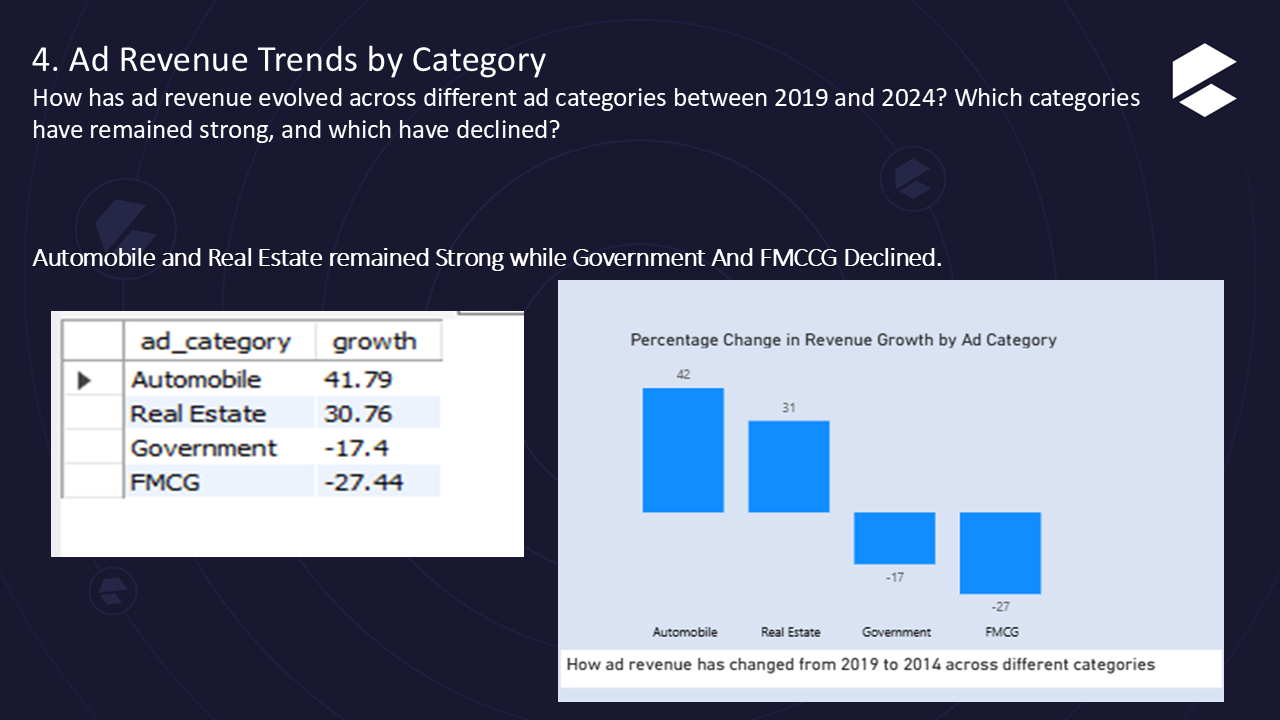 4. Ad Revenue Trends by Category
How has ad revenue evolved across different ad categories between 2019 and 2024? Which categories
have remained strong, and which have declined?
Automobile and Real Estate remained Strong while Government And FMCCG Declined.
ad_category growth
Automobile 41.79
Real Estate 30.76
Government -17.4
FMCG -27.44
Percentage Change in Revenue Growth by Ad Category
42
31
-17
-27
Automobile Real Estate Government FMCG
How ad revenue has changed from 2019 to 2014 across different categories